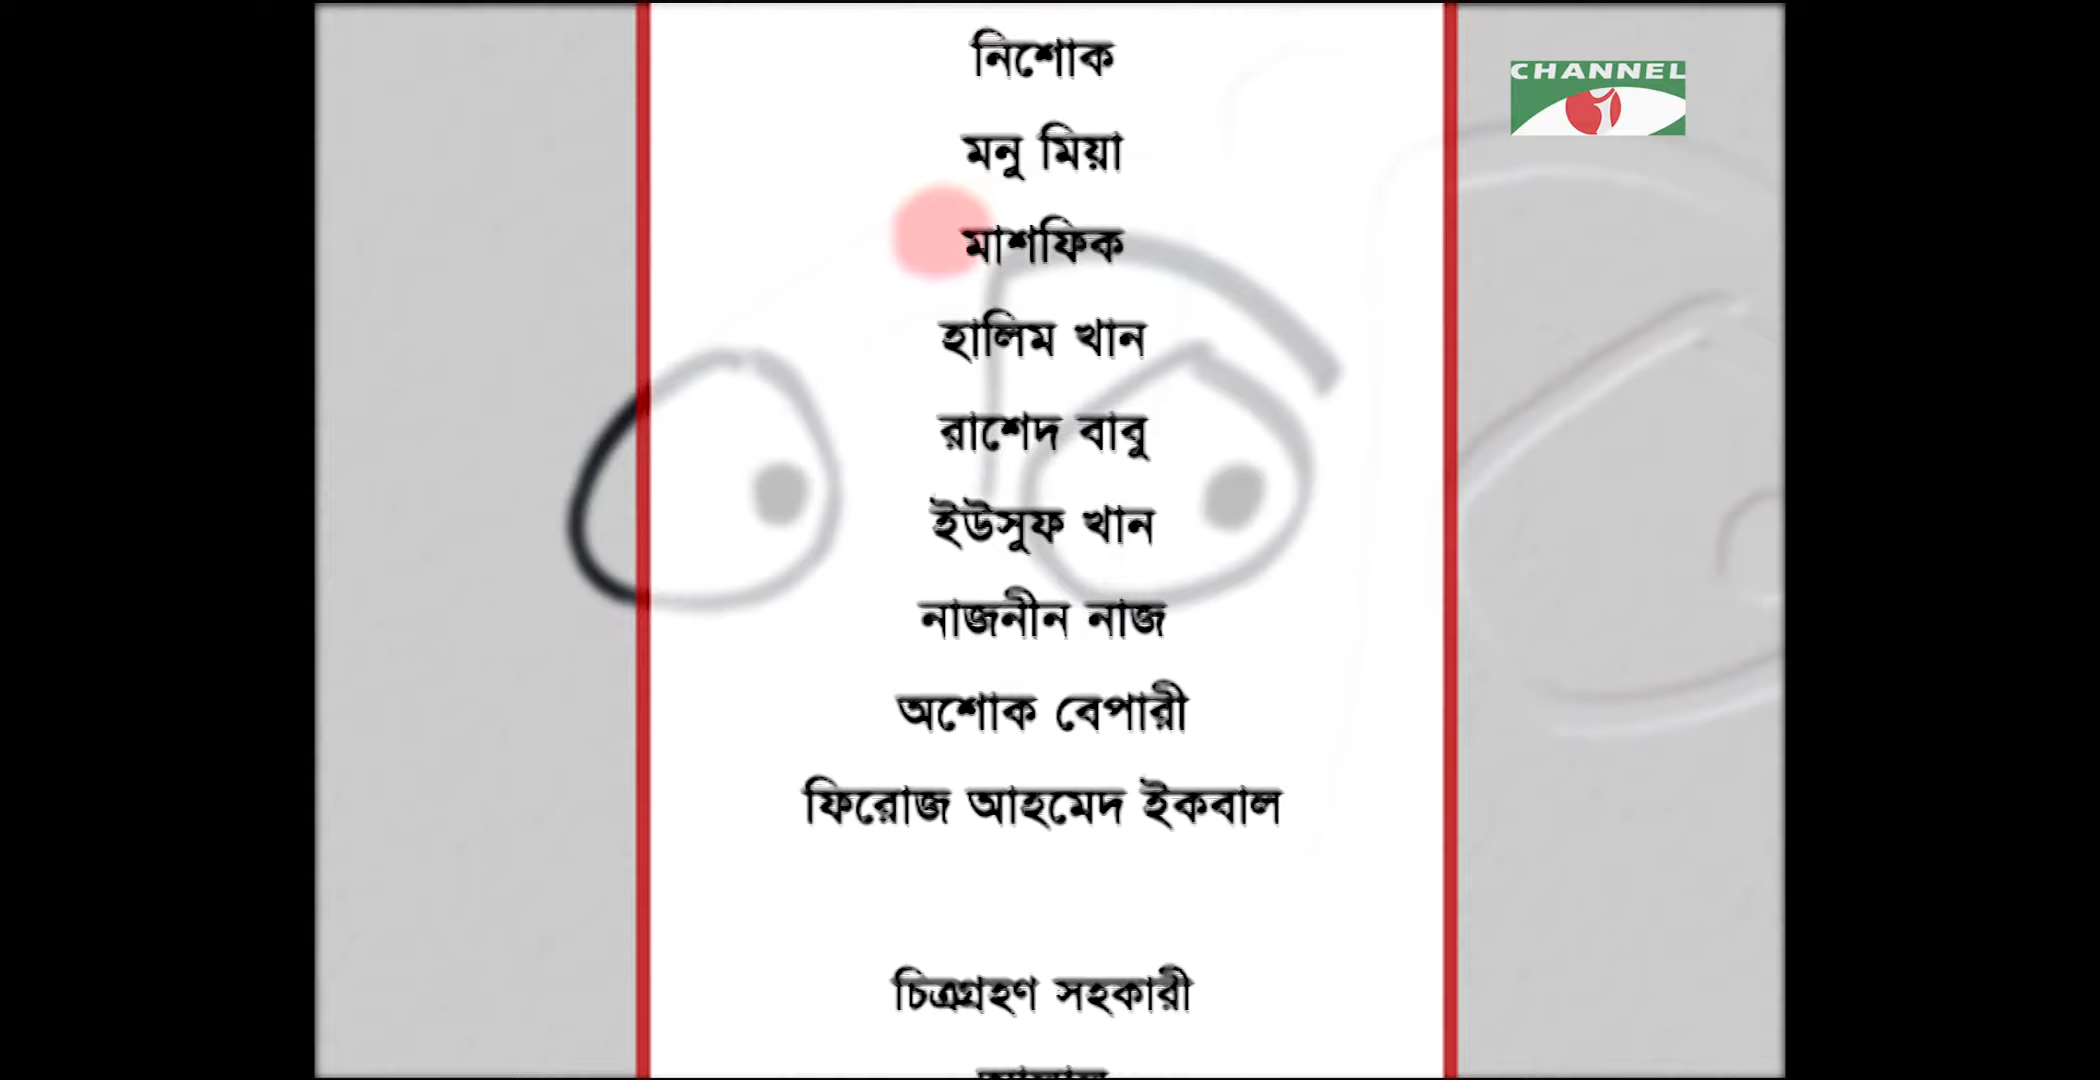 নিশোক
CHANNEL
মনু মিয়া
মাশফিক
হালিম খান
রাশেদ বাবু
ইউসুফ খান
নাজনীন নাজ
অশোক বেপারী
ফিরোজ আহমেদ ইকবাল
চিত্রগ্রহণ সহকারী